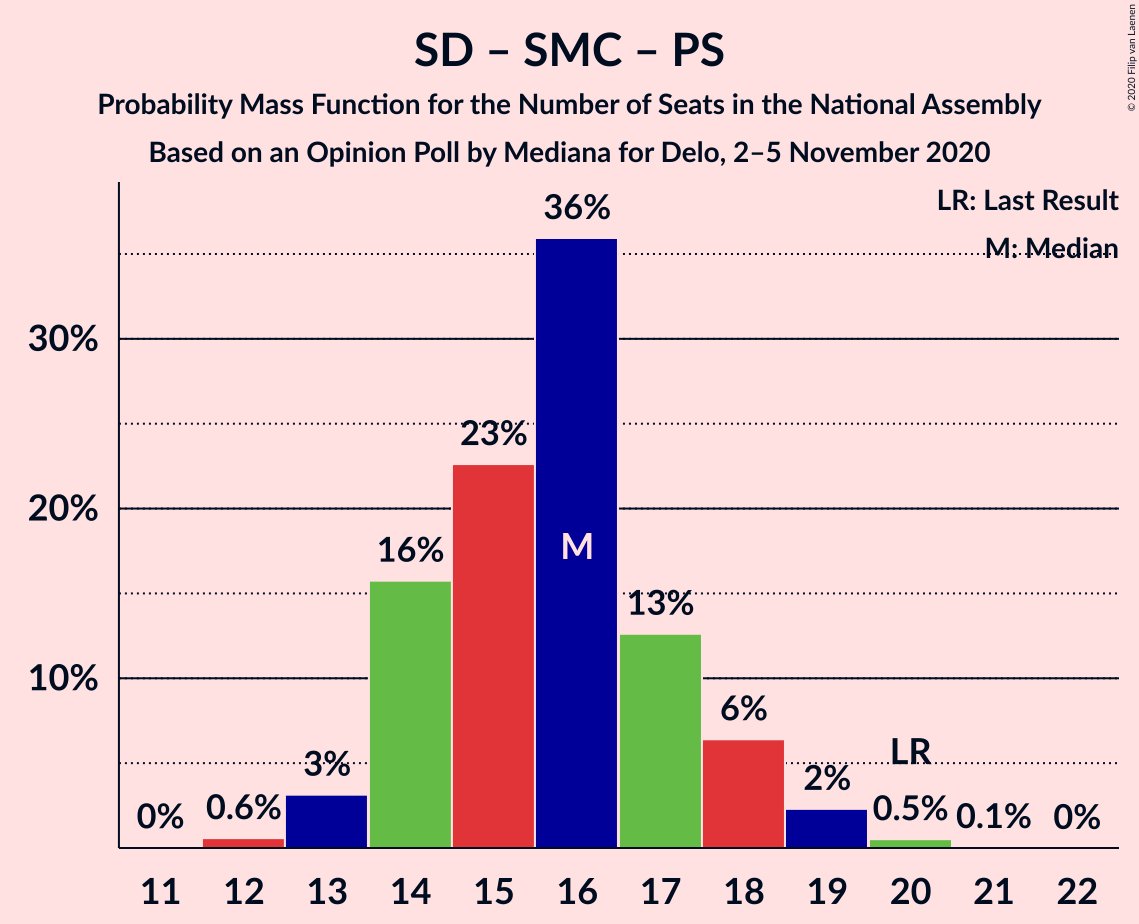 SD – SMC – PS
Probability Mass Function for the Number of Seats in the National Assembly
Based on an Opinion Poll by Mediana for Delo, 2–5 November 2020
© 2020 Filip van Laenen
LR: Last Result
M: Median
36%
30%
23%
20%
M
16%
13%
10%
6%
LR
3%
2%
0%
0.6%
0.5%
0.1%
0%
11 12 13 14 15 16 17 18 19 20 21 22